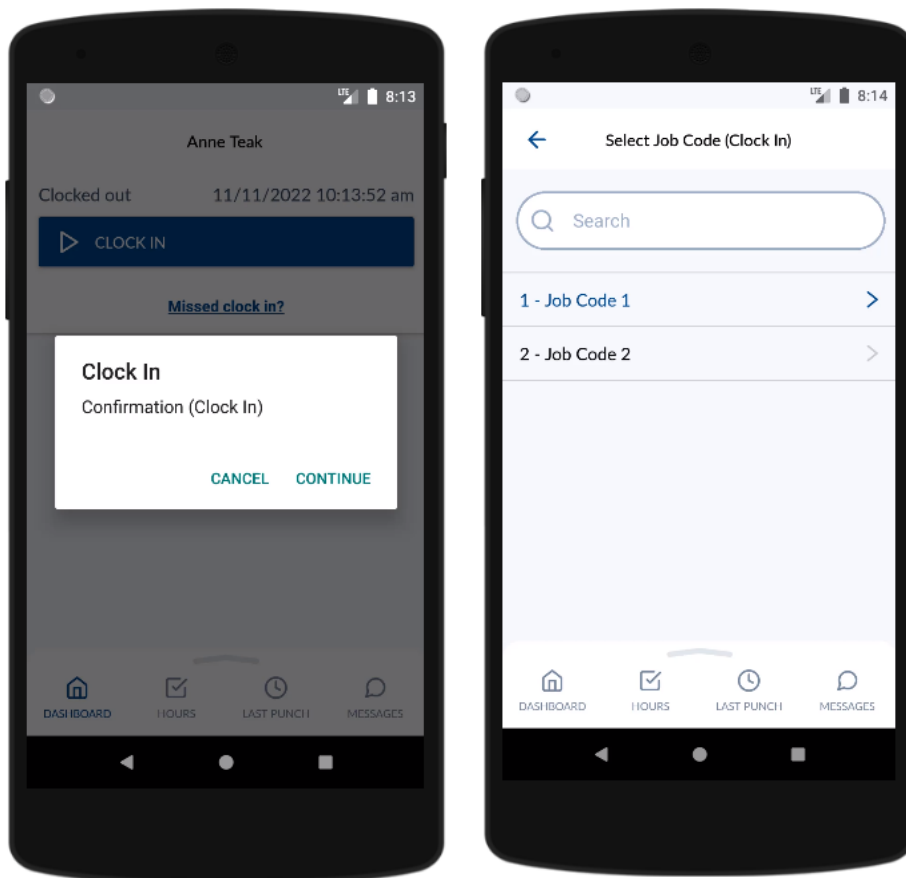 LTE 8:13
Anne Teak
Clocked out 11/11/2022 10:13:52 am
CLOCK IN
Missed clock in?
Clock In
Confirmation (Clock In)
CANCEL CONTINUE
DASHBOARD HOURS LAST PUNCH MESSAGES
LTE 8:14
Select Job Code (Clock In)
Search
1 - Job Code 1
2 - Job Code 2
DASHBOARD HOURS LAST PUNCH MESSAGES